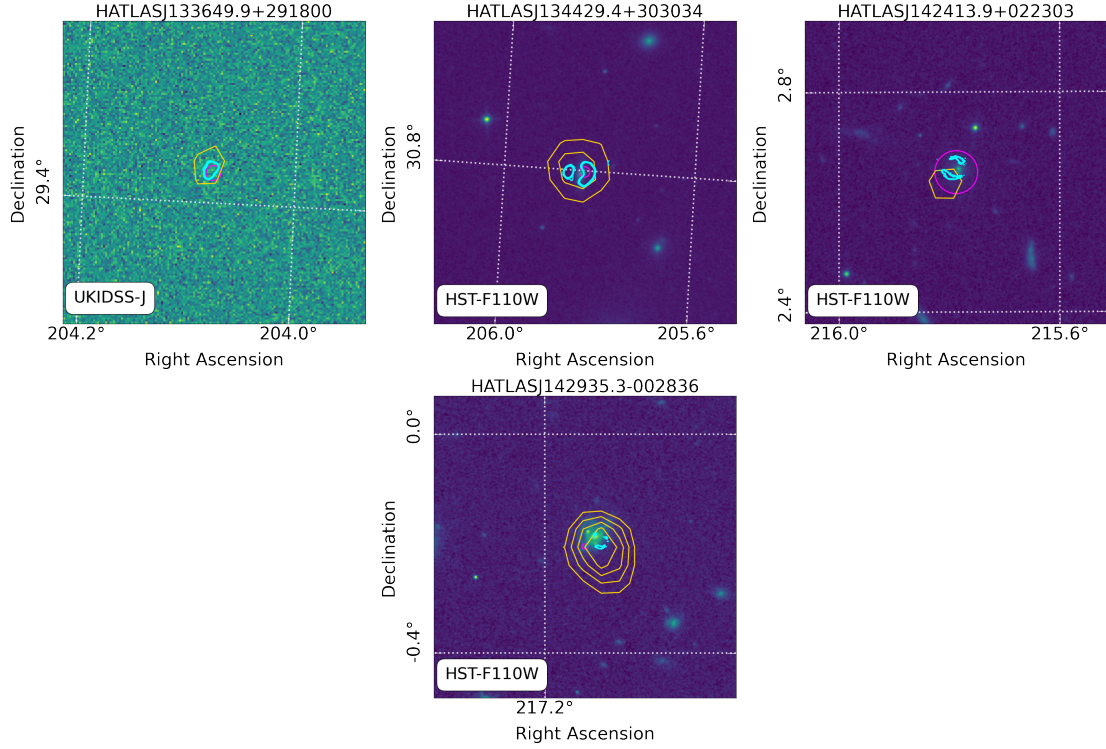 HATLASJ133649.9+291800
Declination
29.4°
UKIDSS-J
204.2°
204.0°
Right Ascension
HATLASJ134429.4+303034
Declination
30.8°
HST-F110W
206.0°
205.6°
Right Ascension
HATLASJ142413.9+022303
Declination
2.8°
2.4°
HST-F110W
216.0°
215.6°
Right Ascension
HATLASJ142935.3-002836
Declination
0.0°
-0.4°
HST-F110W
217.2°
Right Ascension